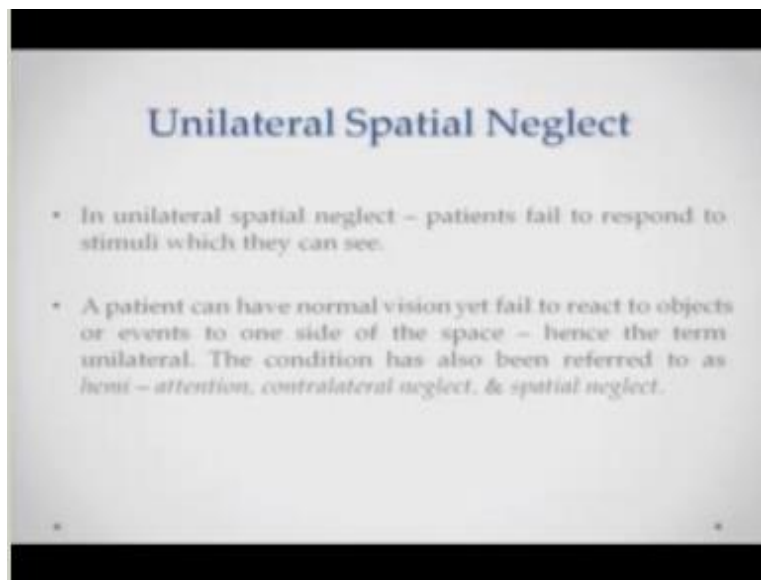 Unilateral Spatial Neglect
• In unilateral spatial neglect – patients fail to respond to
stimuli which they can see.
• A patient can have normal vision yet fail to react to objects
or events to one side of the space – hence the term
unilateral. The condition has also been referred to as
hemi – attention, contralateral neglect, & spatial neglect.